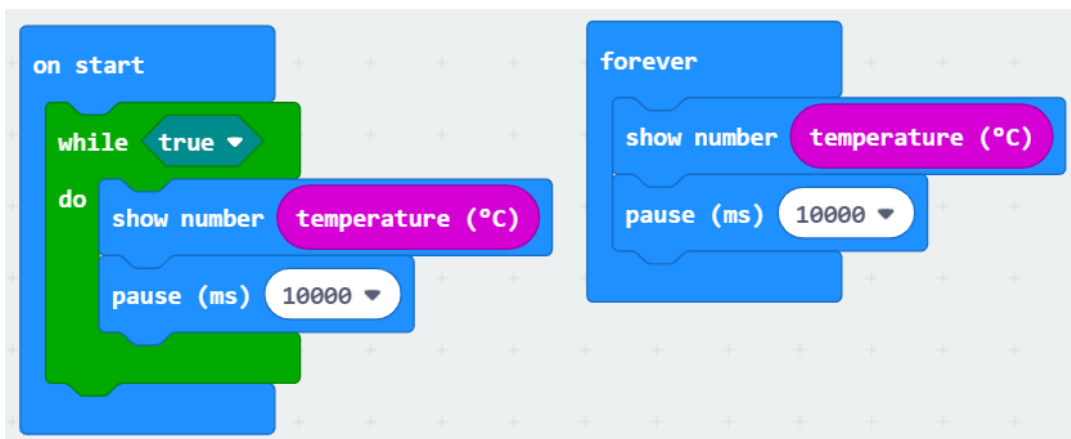 on start
while true
do
show number temperature (°C)
pause (ms) 10000
forever
show number temperature (°C)
pause (ms) 10000